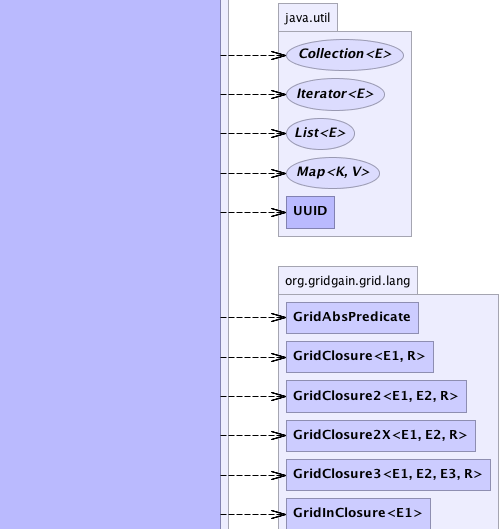 java.util
Collection<E>
Iterator<E>
List<E>
Map<K, V>
UUID
org.gridgain.grid.lang
GridAbsPredicate
GridClosure<E1, R>
GridClosure2<E1, E2, R>
GridClosure2X<E1, E2, R>
GridClosure3<E1, E2, E3, R>
GridInClosure<E1>